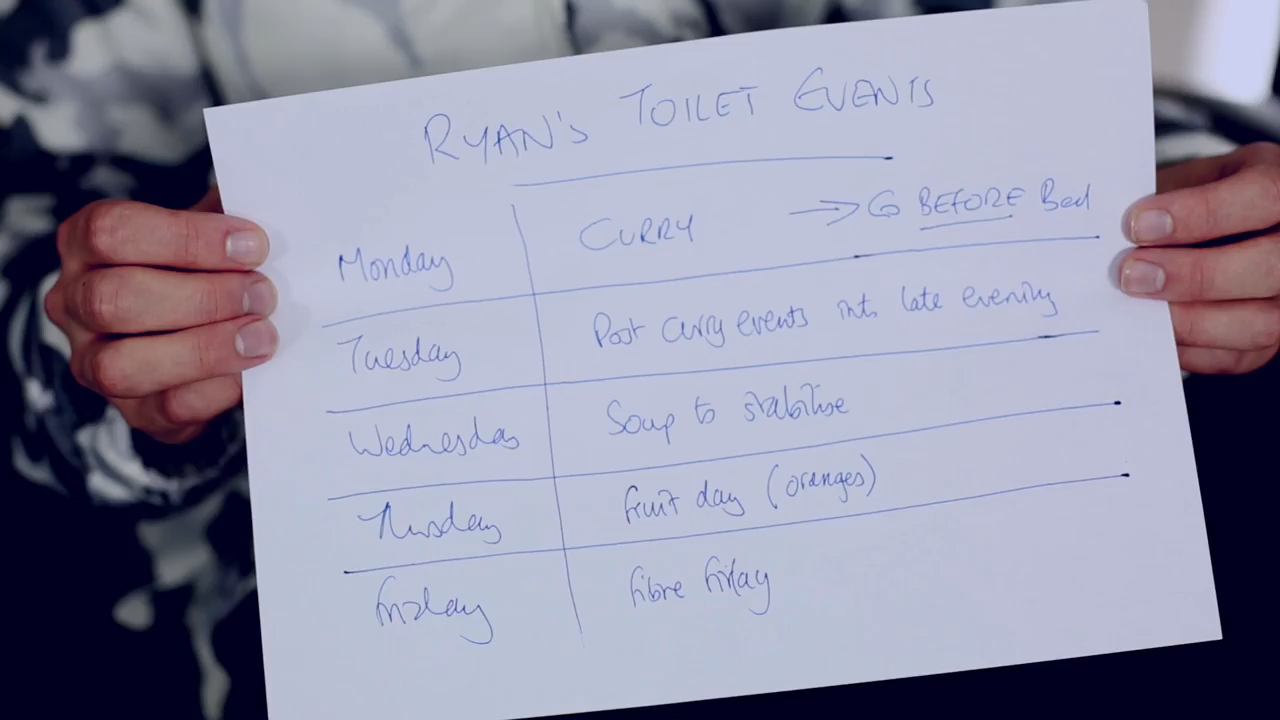 RYAN'S TOILET EVENTS
Monday CURRY → GO BEFORE Bed
Tuesday Post curry events into late evening
Wednesday Soup to stabilise
Thursday fruit day (oranges)
friday fibre friday